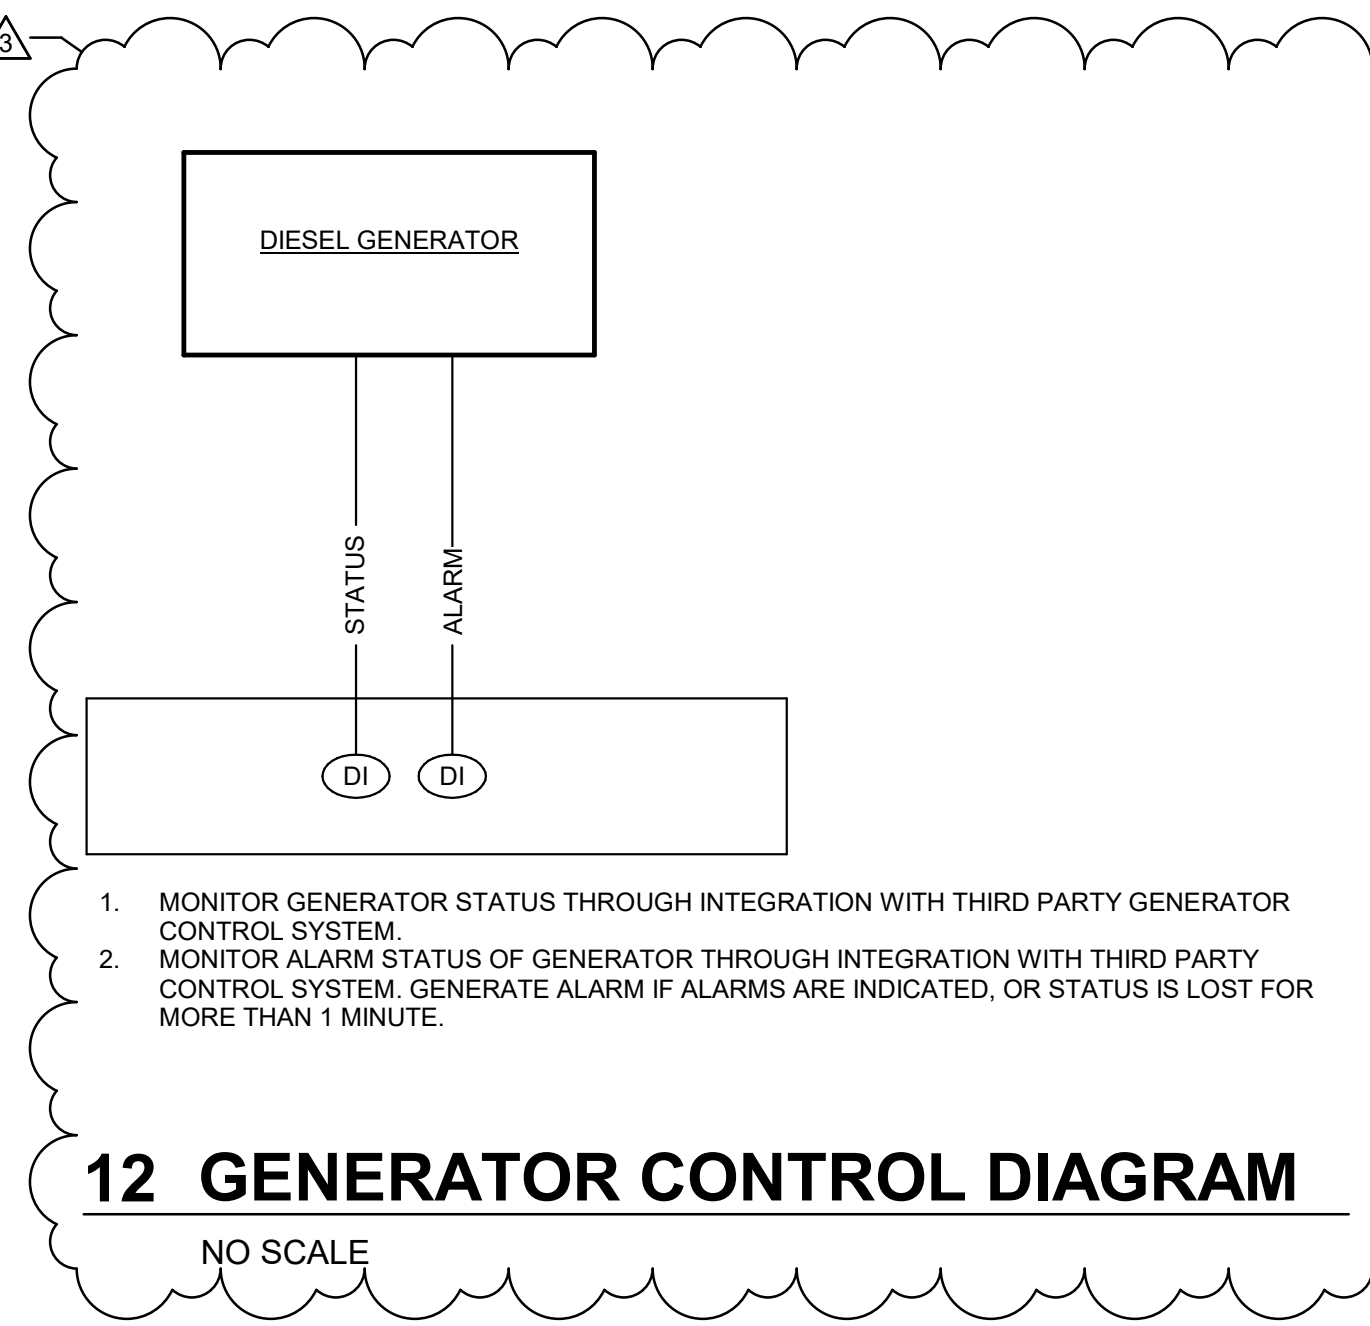 3
DIESEL GENERATOR
STATUS
ALARM
DI
DI
1. MONITOR GENERATOR STATUS THROUGH INTEGRATION WITH THIRD PARTY GENERATOR
CONTROL SYSTEM.
2. MONITOR ALARM STATUS OF GENERATOR THROUGH INTEGRATION WITH THIRD PARTY
CONTROL SYSTEM. GENERATE ALARM IF ALARMS ARE INDICATED, OR STATUS IS LOST FOR
MORE THAN 1 MINUTE.
12 GENERATOR CONTROL DIAGRAM
NO SCALE